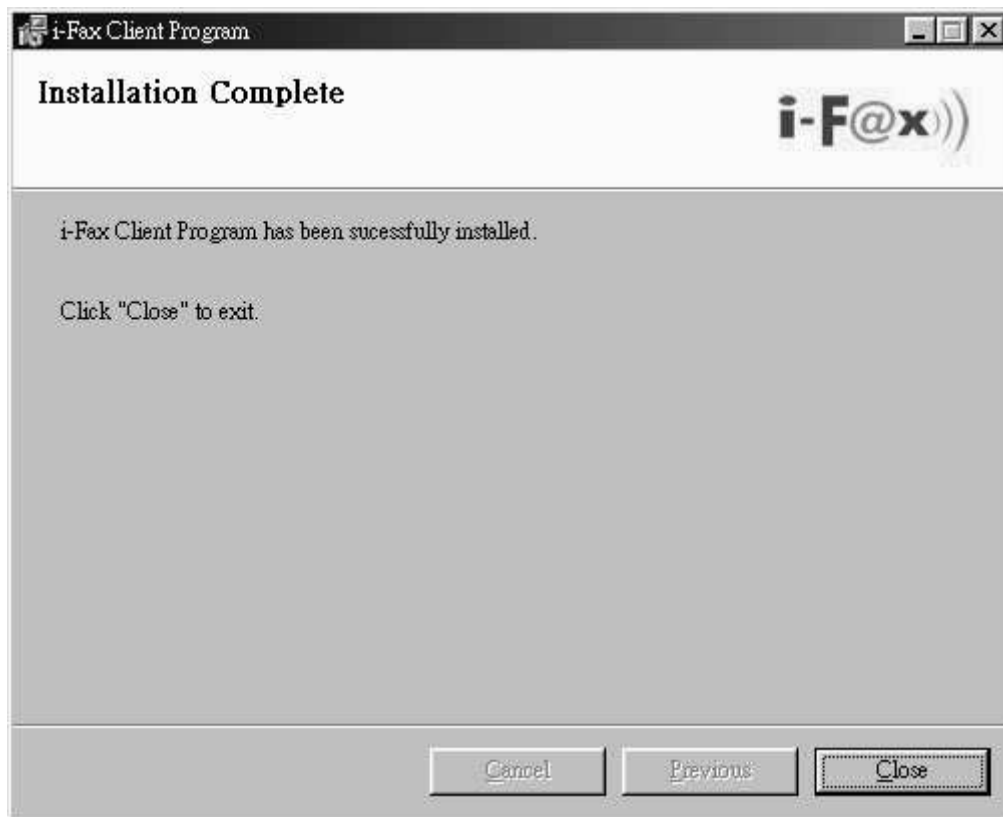 i-Fax Client Program
Installation Complete
i-F@x))
i-Fax Client Program has been sucessfully installed.
Click "Close" to exit.
Cancel Previous Close